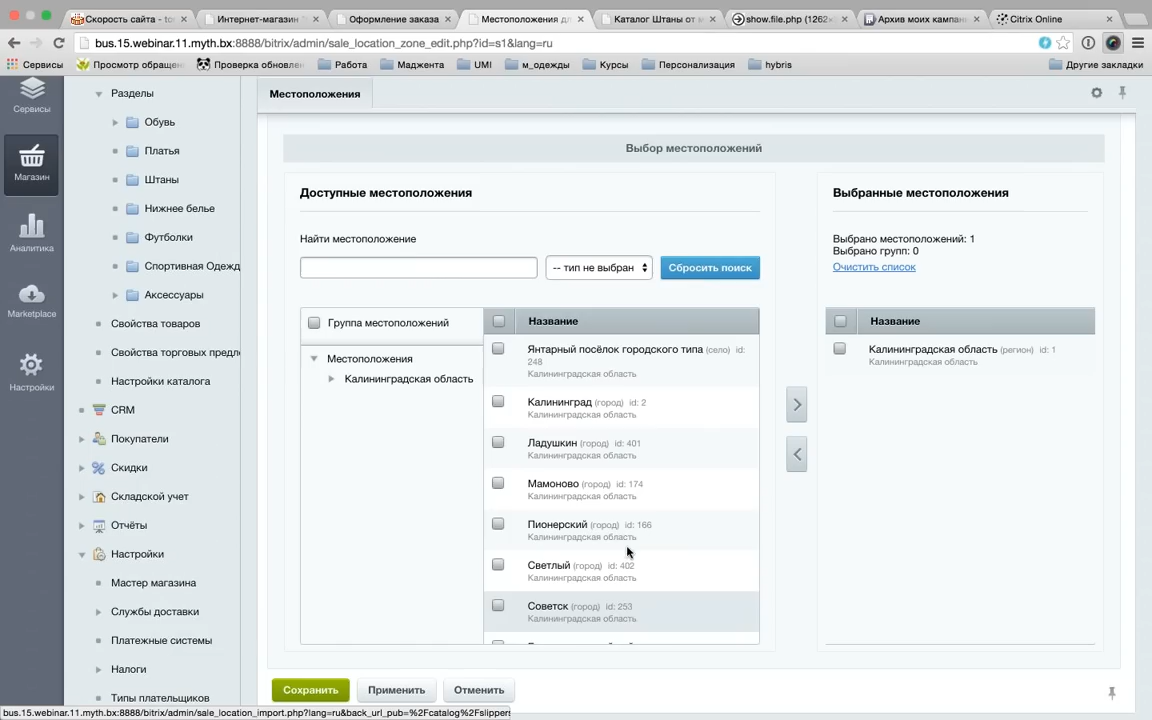 Скорость сайта - tor
Интернет-магазин "
Оформление заказа
Местоположения дл
Каталог Штаны от м
show.file.php (1262×
Архив моих кампан
Citrix Online
bus.15.webinar.11.myth.bx:8888/bitrix/admin/sale_location_zone_edit.php?id=s1&lang=ru
Сервисы
Просмотр обращен
Проверка обновлен
Работа
Маджента
UMI
м_одежды
Курсы
Персонализация
hybris
Другие закладки
Сервисы
Магазин
Аналитика
Marketplace
Настройки
Разделы
Обувь
Платья
Штаны
Нижнее белье
Футболки
Спортивная Одежд
Аксессуары
Свойства товаров
Свойства торговых предло
Настройки каталога
CRM
Покупатели
Скидки
Складской учет
Отчёты
Настройки
Мастер магазина
Службы доставки
Платежные системы
Налоги
Типы плательщиков
Местоположения
Выбор местоположений
Доступные местоположения
Найти местоположение
-- тип не выбран
Сбросить поиск
Группа местоположений
Местоположения
Калининградская область
Название
Янтарный посёлок городского типа (село) id:
248
Калининградская область
Калининград (город) id: 2
Калининградская область
Ладушкин (город) id: 401
Калининградская область
Мамоново (город) id: 174
Калининградская область
Пионерский (город) id: 166
Калининградская область
Светлый (город) id: 402
Калининградская область
Советск (город) id: 253
Калининградская область
Выбранные местоположения
Выбрано местоположений: 1
Выбрано групп: 0
Очистить список
Название
Калининградская область (регион) id: 1
Калининградская область
Сохранить
Применить
Отменить
bus.15.webinar.11.myth.bx:8888/bitrix/admin/sale_location_import.php?lang=ru&back_url_pub=%2Fcatalog%2Fslippers